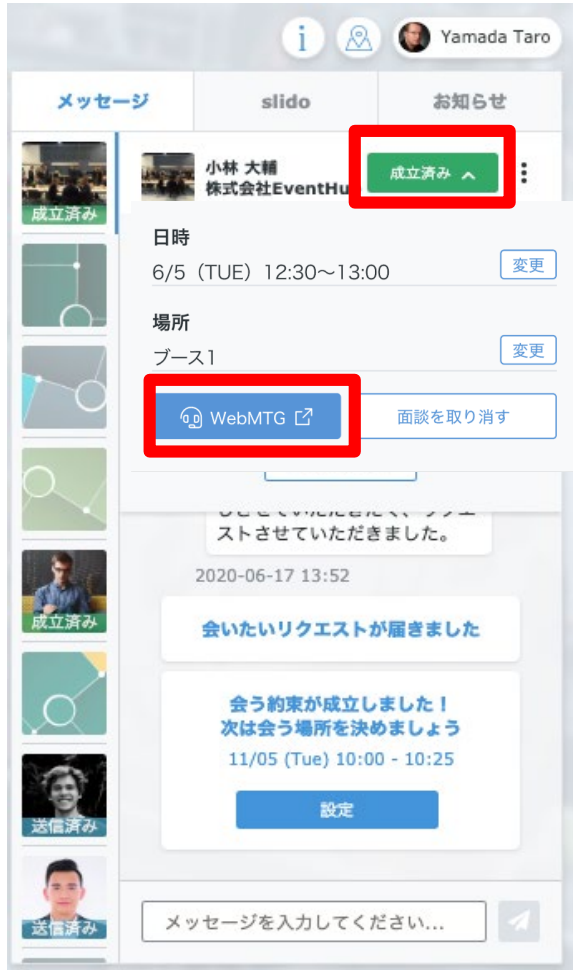 i
Yamada Taro
メッセージ
slido
お知らせ
成立済み
小林 大輔
株式会社EventHu
成立済み
日時
6/5（TUE）12:30〜13:00
変更
場所
ブース1
変更
WebMTG
面談を取り消す
ストさせていただきました。
2020-06-17 13:52
成立済み
会いたいリクエストが届きました
会う約束が成立しました！
次は会う場所を決めましょう
11/05 (Tue) 10:00 - 10:25
設定
送信済み
送信済み
メッセージを入力してください...